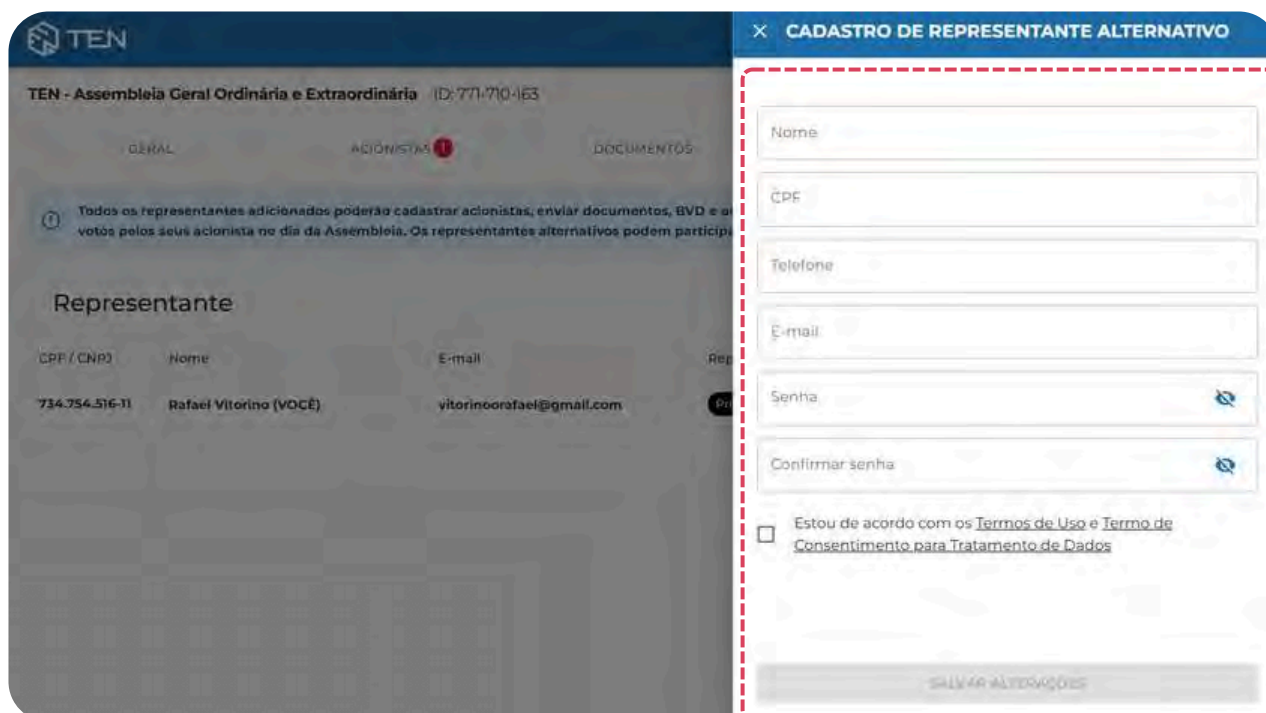 TEN
× CADASTRO DE REPRESENTANTE ALTERNATIVO
TEN - Assembleia Geral Ordinária e Extraordinária ID: 771-710-163
GERAL ACIONISTAS DOCUMENTOS
Todos os representantes adicionados poderão cadastrar acionistas, enviar documentos, BVD e
votos pelos seus acionista no dia da Assembleia. Os representantes alternativos podem
Representante
CPF / CNPJ Nome E-mail
734.754.516-11 Rafael Vitorino (VOCÊ) vitorinoorafael@gmail.com
Nome
CPF
Telefone
E-mail
Senha
Confirmar senha
Estou de acordo com os Termos de Uso e Termo de
Consentimento para Tratamento de Dados
SALVAR ALTERAÇÕES